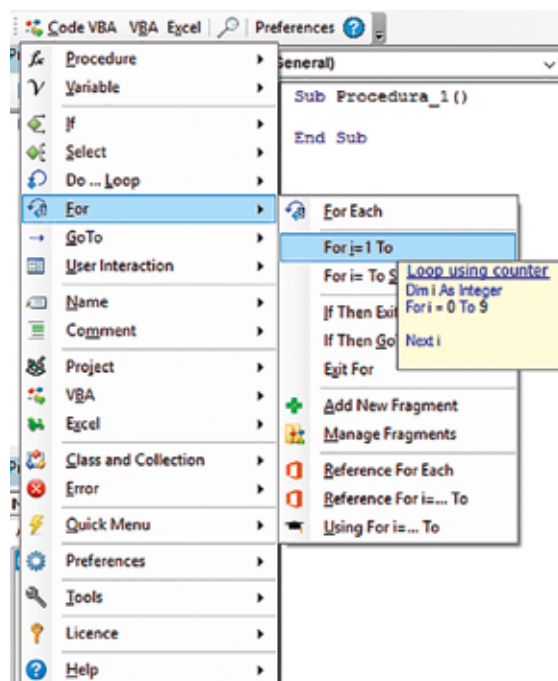 Code VBA VBA Excel Preferences
General)
Sub Procedura_1()
End Sub
Procedure
Variable
If
Select
Do ... Loop
For
GoTo
User Interaction
Name
Comment
Project
VBA
Excel
Class and Collection
Error
Quick Menu
Preferences
Tools
Licence
Help
For Each
For i=1 To
For i= To S
If Then Exit
If Then Go
Exit For
Add New Fragment
Manage Fragments
Reference For Each
Reference For i=... To
Using For i=... To
Loop using counter
Dim i As Integer
For i = 0 To 9
Next i